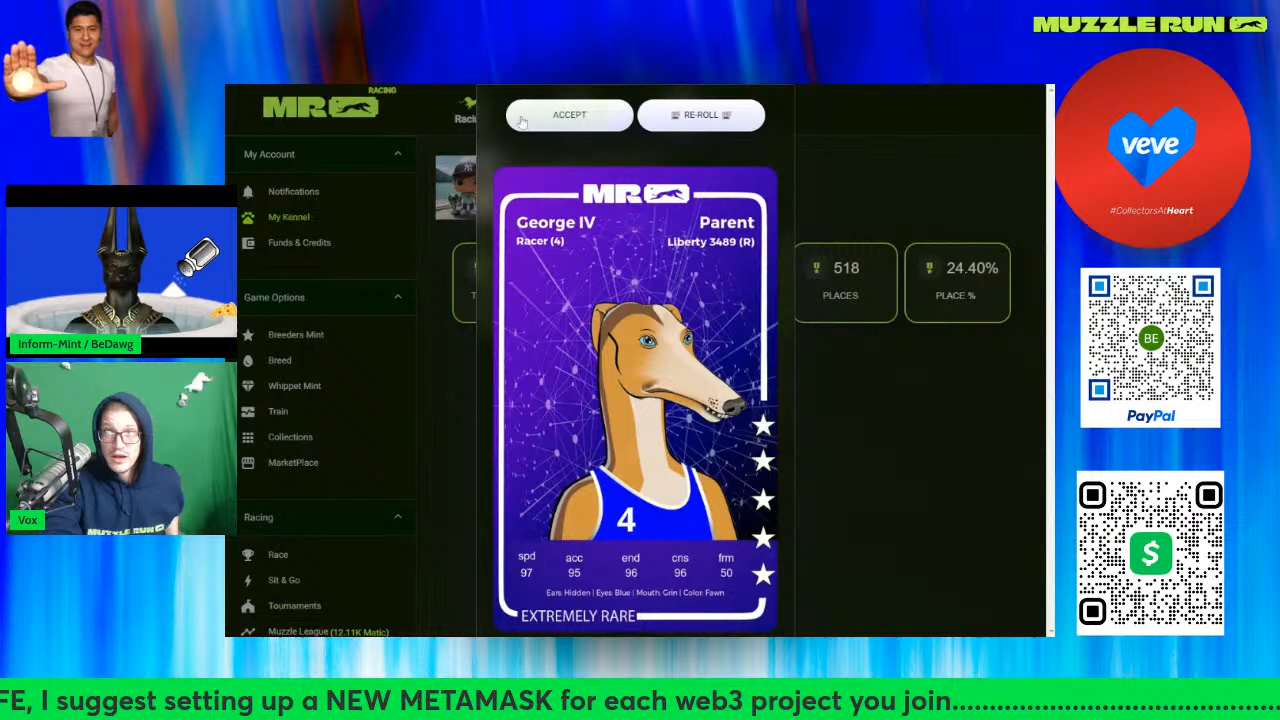 MUZZLE RUN
veve
#CollectorsAtHeart
MR RACING
My Account
Notifications
My Kennel
Funds & Credits
Game Options
Breeders Mint
Breed
Whippet Mint
Train
Collections
MarketPlace
Racing
Race
Sit & Go
Tournaments
Muzzle League (12.11K Matic)
ACCEPT
RE-ROLL
MR
George IV
Parent
Racer (4)
Liberty 3489 (R)
4
spd acc end cns frm
97 95 96 96 50
Ears: Hidden | Eyes: Blue | Mouth: Grin | Color: Fawn
EXTREMELY RARE
518
PLACES
24.40%
PLACE %
Inform-Mint / BeDawg
Vox
MUZZLE RUN
BE
PayPal
$
FE, I suggest setting up a NEW METAMASK for each web3 project you join..........................................